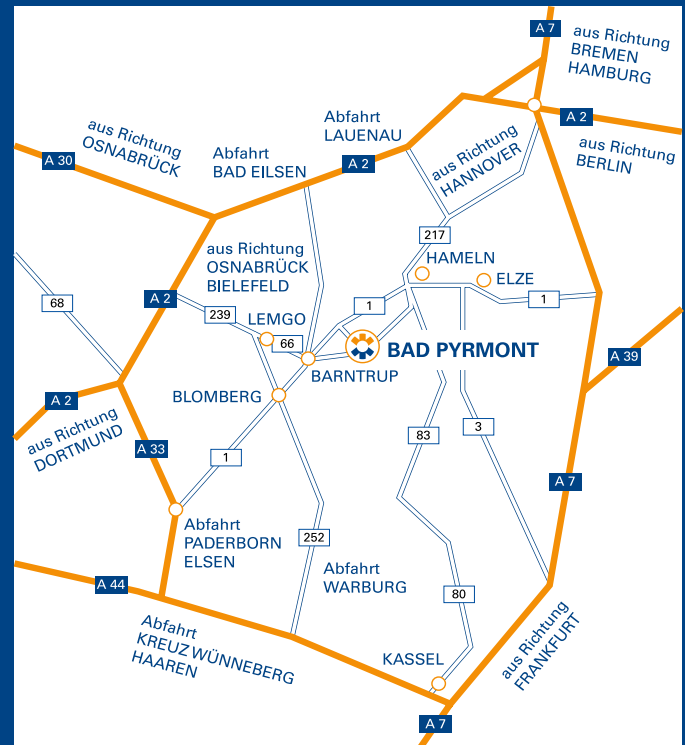 A 7
aus Richtung
BREMEN
HAMBURG
A 2
aus Richtung
BERLIN
Abfahrt
LAUENAU
aus Richtung
HANNOVER
aus Richtung
OSNABRÜCK
A 30
Abfahrt
BAD EILSEN
A 2
217
HAMELN
ELZE
aus Richtung
OSNABRÜCK
BIELEFELD
A 2
68
239
LEMGO
66
1
1
BAD PYRMONT
BARNTRUP
A 39
BLOMBERG
A 2
aus Richtung
DORTMUND
A 33
1
83
3
A 7
Abfahrt
PADERBORN
ELSEN
252
Abfahrt
WARBURG
A 44
80
Abfahrt
KREUZ WÜNNEBERG
HAAREN
KASSEL
aus Richtung
FRANKFURT
A 7